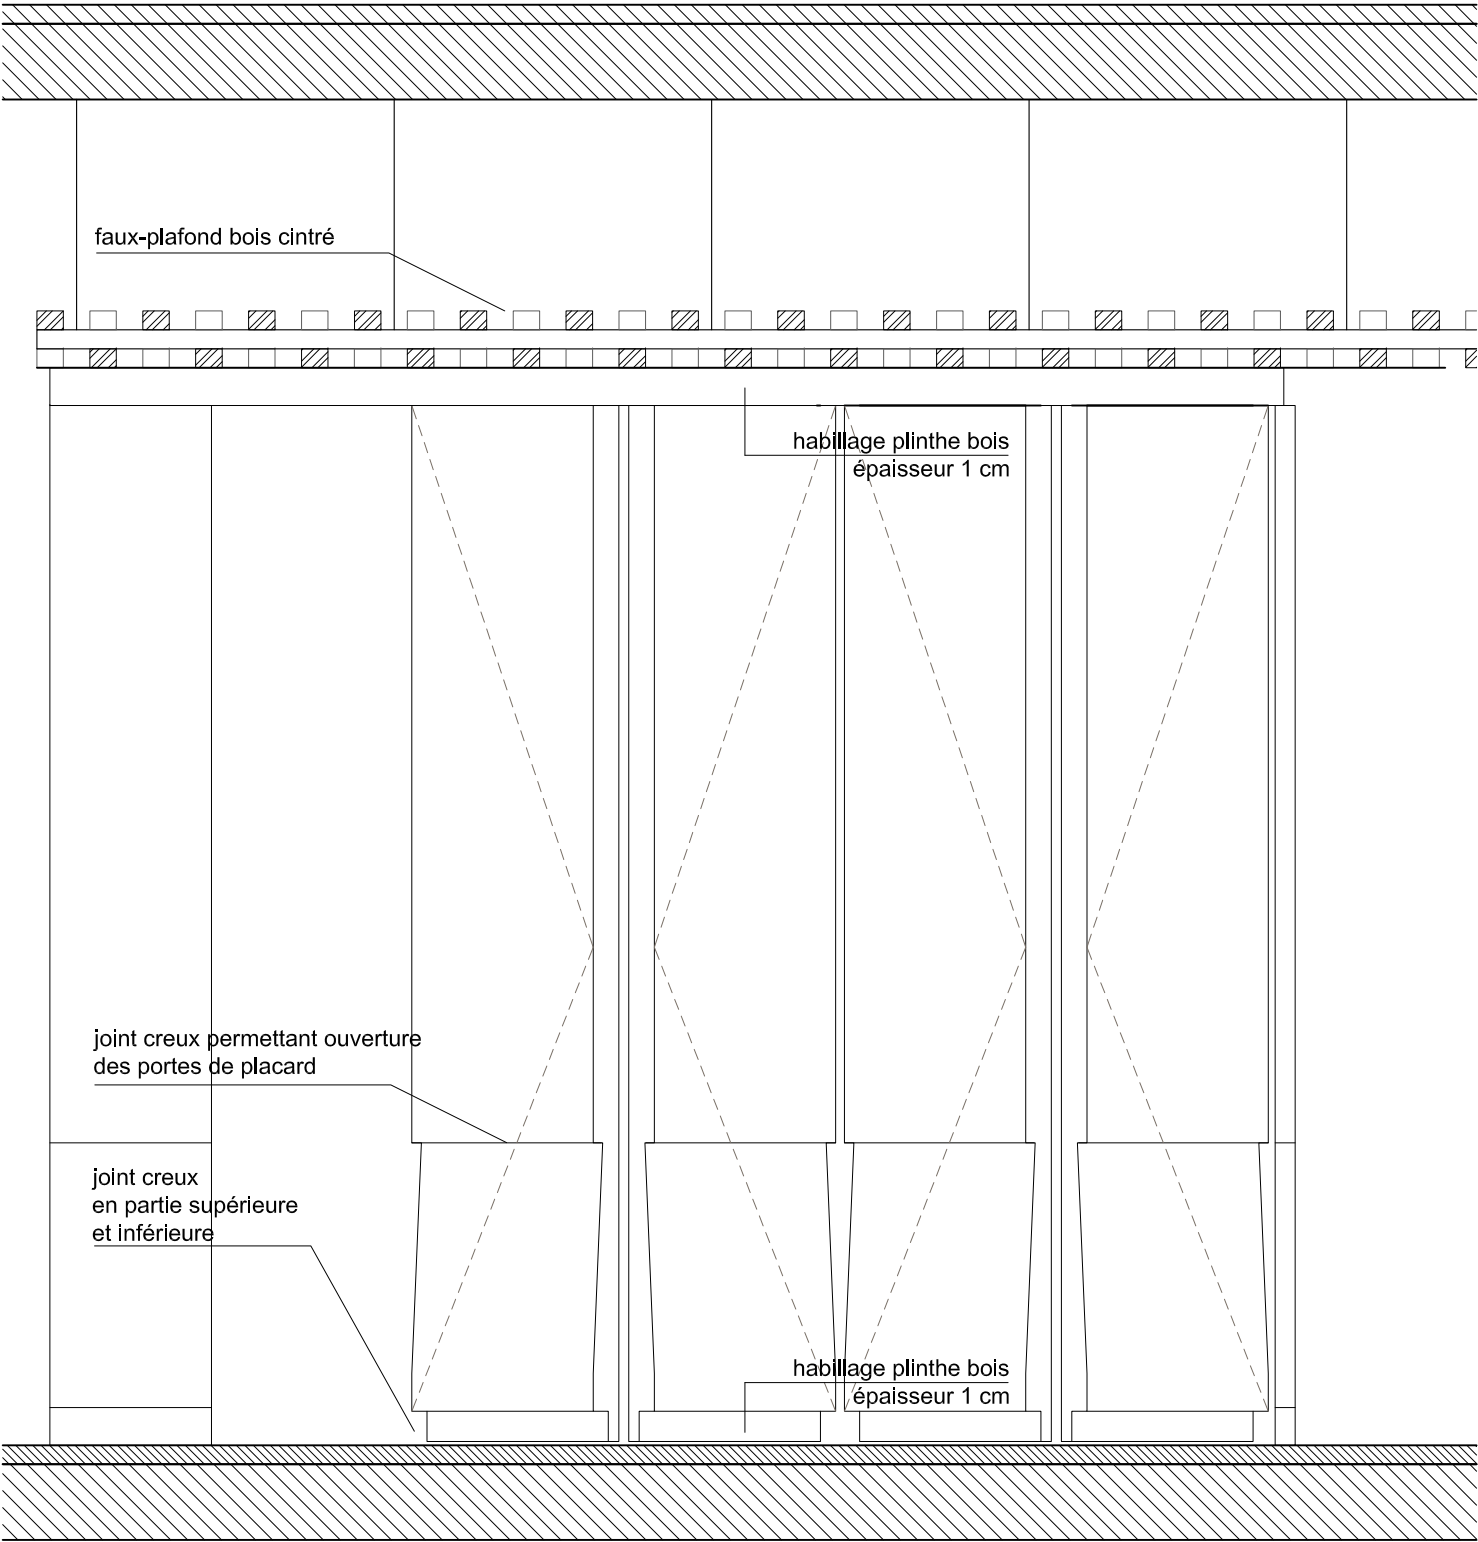 faux-plafond bois cintré
habillage plinthe bois
épaisseur 1 cm
joint creux permettant ouverture
des portes de placard
joint creux
en partie supérieure
et inférieure
habillage plinthe bois
épaisseur 1 cm